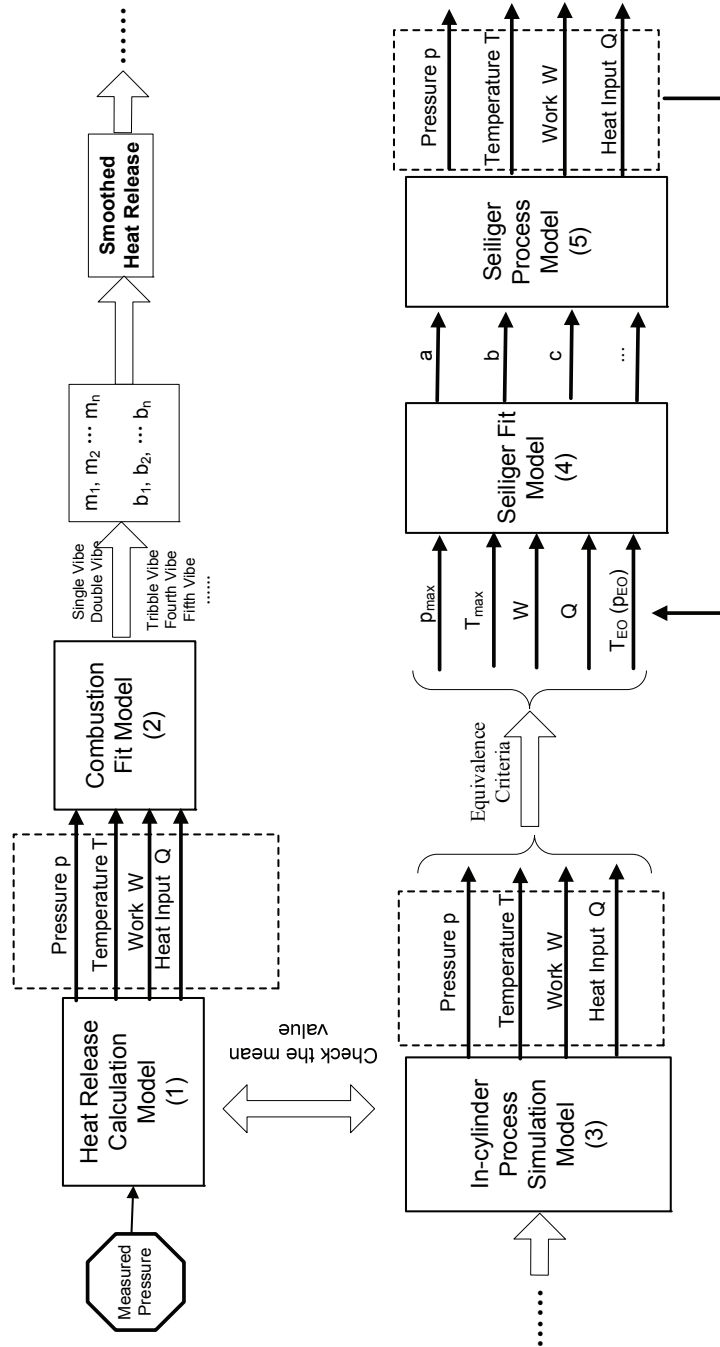 Measured
Pressure
Heat Release
Calculation
Model
(1)
Pressure p
Temperature T
Work W
Heat Input Q
Combustion
Fit Model
(2)
Single Vibe
Double Vibe
Tribble Vibe
Fourth Vibe
Fifth Vibe
......
m1, m2 ··· mn
b1, b2, ··· bn
Smoothed
Heat Release
······
Check the mean
value
······
In-cylinder
Process
Simulation
Model
(3)
Pressure p
Temperature T
Work W
Heat Input Q
Equivalence
Criteria
pmax
Tmax
W
Q
TEO (pEO)
Seiliger Fit
Model
(4)
a
b
c
...
Seiliger
Process
Model
(5)
Pressure p
Temperature T
Work W
Heat Input Q